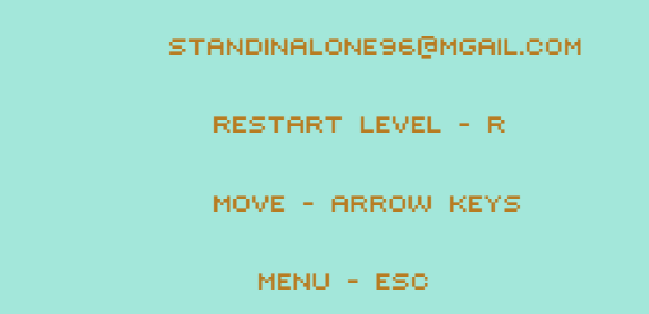 STANDINALONE96@MGAIL.COM
RESTART LEVEL - R
MOVE - ARROW KEYS
MENU - ESC